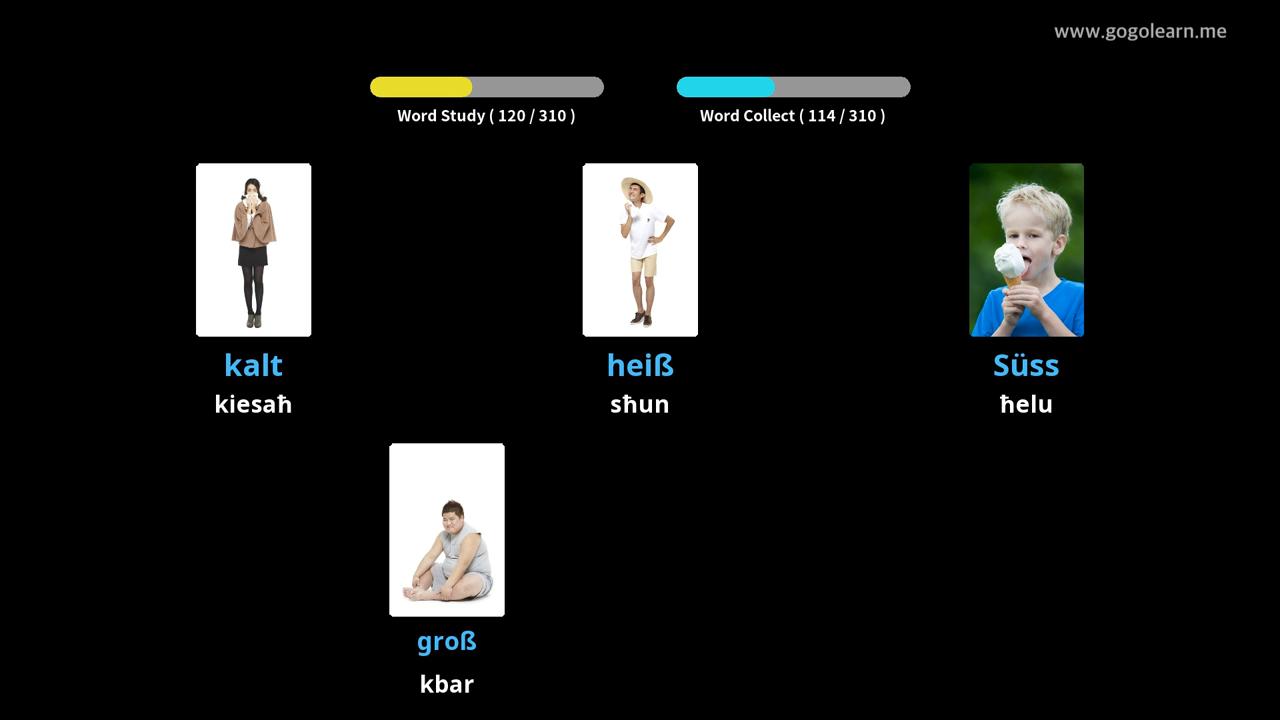 www.gogolearn.me
Word Study ( 120 / 310 )
Word Collect ( 114 / 310 )
kalt
heiß
Süss
kiesaħ
sħun
ħelu
groß
kbar